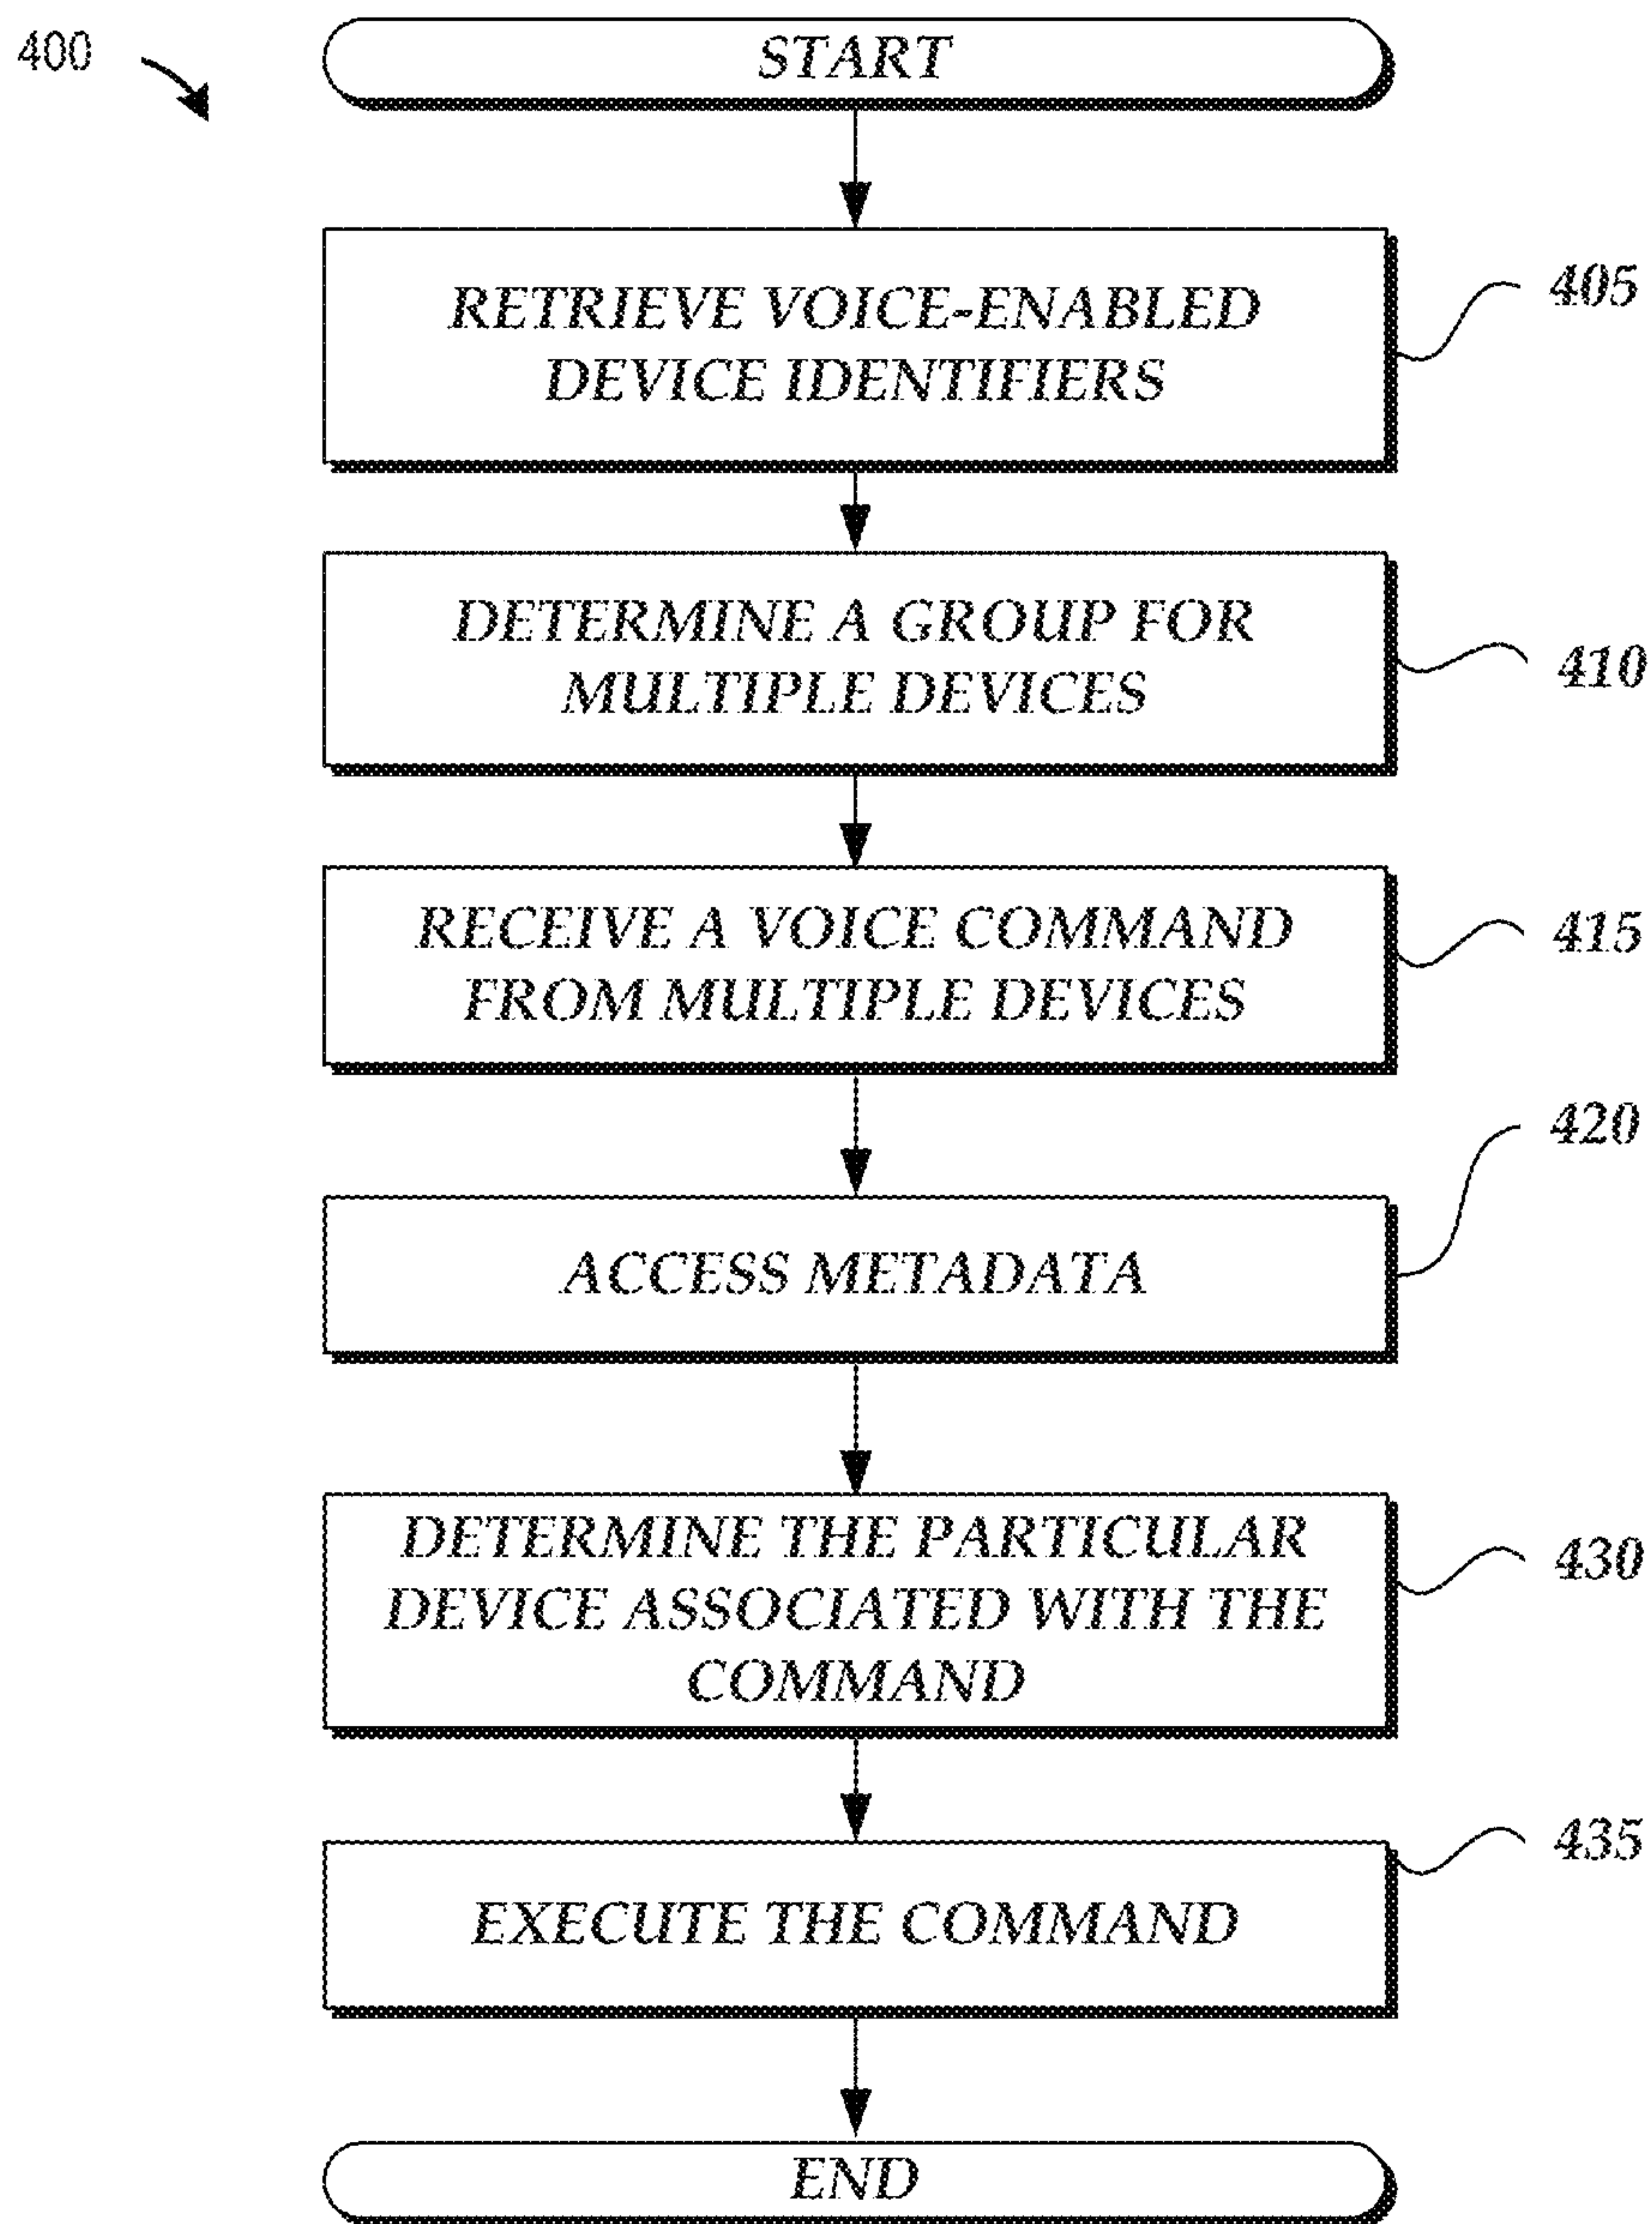 400
START
RETRIEVE VOICE-ENABLED
DEVICE IDENTIFIERS
405
DETERMINE A GROUP FOR
MULTIPLE DEVICES
410
RECEIVE A VOICE COMMAND
FROM MULTIPLE DEVICES
415
420
ACCESS METADATA
DETERMINE THE PARTICULAR
DEVICE ASSOCIATED WITH THE
COMMAND
430
435
EXECUTE THE COMMAND
END